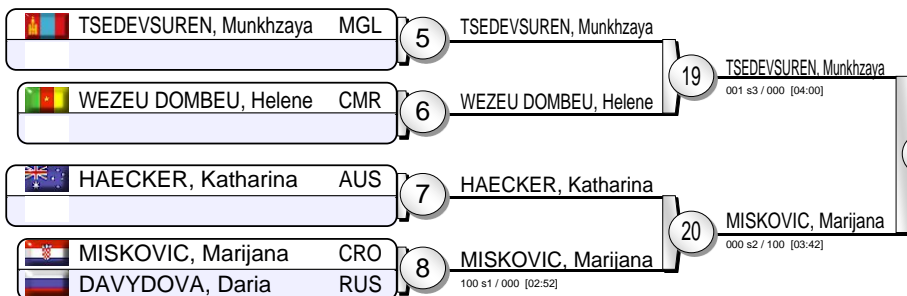 TSEDEVSUREN, Munkhzaya MGL
5
TSEDEVSUREN, Munkhzaya
19
TSEDEVSUREN, Munkhzaya
001 s3 / 000 [04:00]
WEZEU DOMBEU, Helene CMR
6
WEZEU DOMBEU, Helene
HAECKER, Katharina AUS
7
HAECKER, Katharina
20
MISKOVIC, Marijana
000 s2 / 100 [03:42]
MISKOVIC, Marijana CRO
DAVYDOVA, Daria RUS
8
MISKOVIC, Marijana
100 s1 / 000 [02:52]